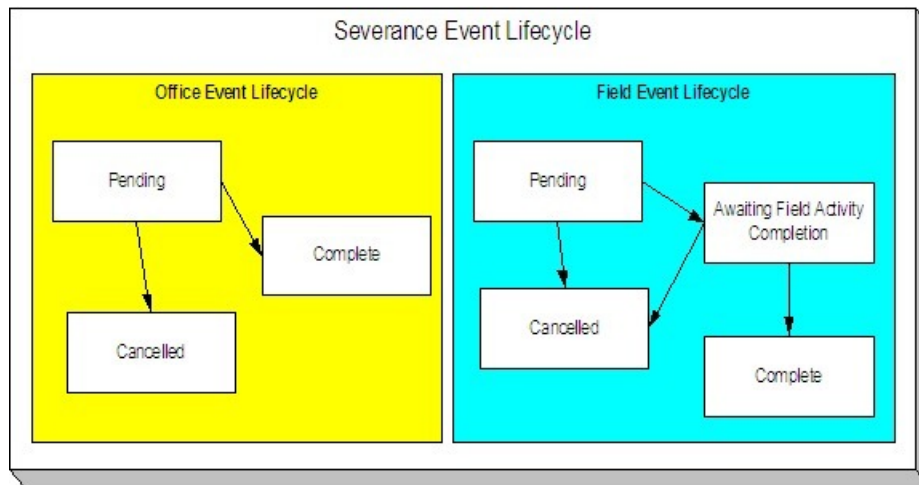 Severance Event Lifecycle
Office Event Lifecycle
Pending
Complete
Cancelled
Field Event Lifecycle
Pending
Awaiting Field Activity
Completion
Cancelled
Complete